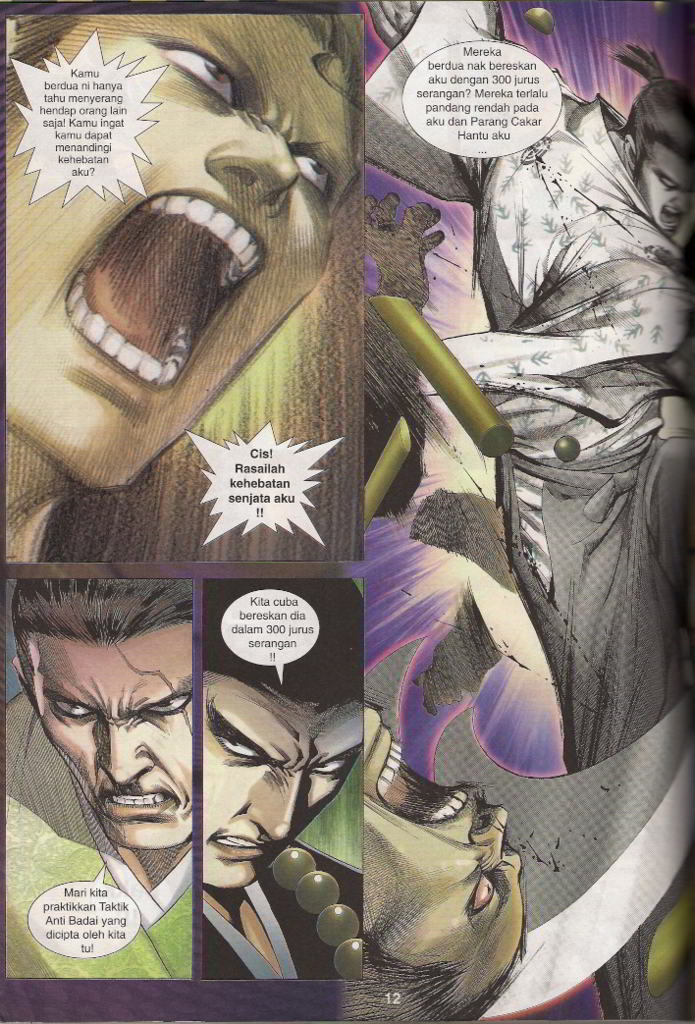 Kamu
berdua ni hanya
tahu menyerang
hendap orang lain
saja! Kamu ingat
kamu dapat
menandingi
kehebatan
aku?
Cis!
Rasailah
kehebatan
senjata aku
!!
Mari kita
praktikkan Taktik
Anti Badai yang
dicipta oleh kita
tu!
Kita cuba
bereskan dia
dalam 300 jurus
serangan
!!
Mereka
berdua nak bereskan
aku dengan 300 jurus
serangan? Mereka terlalu
pandang rendah pada
aku dan Parang Cakar
Hantu aku
...
12